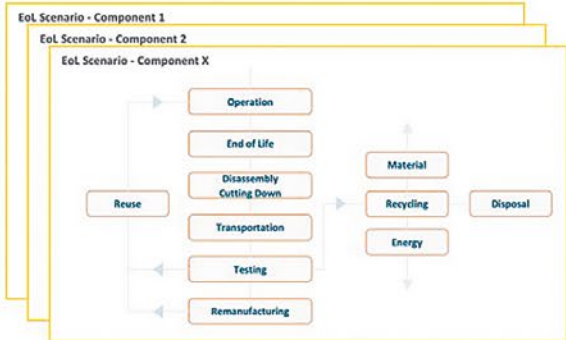 EoL Scenario - Component 1
EoL Scenario - Component 2
EoL Scenario - Component X
Operation
End of Life
Disassembly
Cutting Down
Transportation
Testing
Remanufacturing
Reuse
Material
Recycling
Energy
Disposal